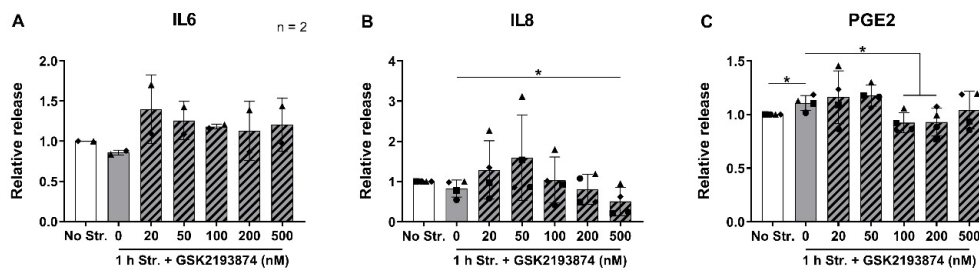 A
IL6
n = 2
Relative release
2.0
1.5
1.0
0.5
0.0
No Str. 0 20 50 100 200 500
1 h Str. + GSK2193874 (nM)
B
IL8
Relative release
8
6
4
2
0
*
No Str. 0 20 50 100 200 500
1 h Str. + GSK2193874 (nM)
C
PGE2
Relative release
1.5
1.0
0.5
0.0
*
*
No Str. 0 20 50 100 200 500
1 h Str. + GSK2193874 (nM)